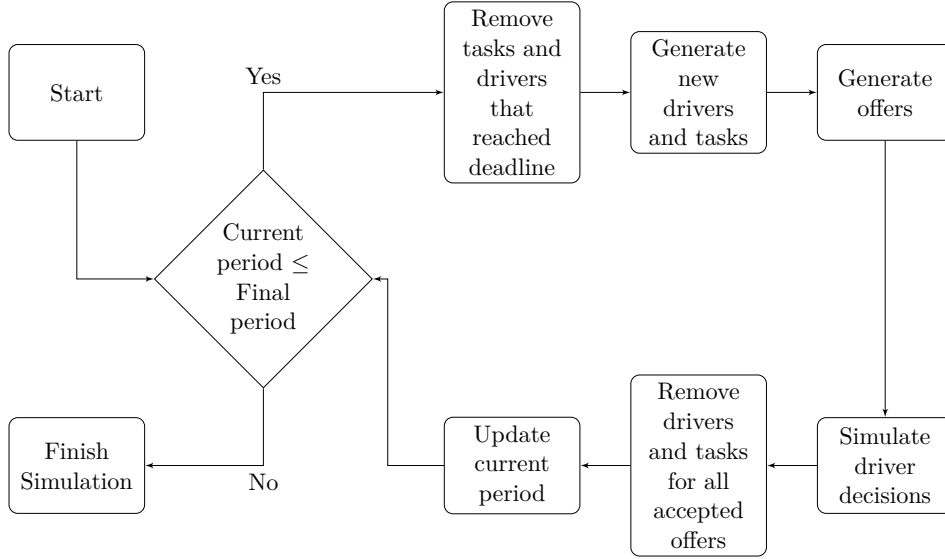 Start
Yes
Remove
tasks and
drivers
that
reached
deadline
Generate
new
drivers
and tasks
Generate
offers
Current
period ≤
Final
period
Finish
Simulation
No
Update
current
period
Remove
drivers
and tasks
for all
accepted
offers
Simulate
driver
decisions